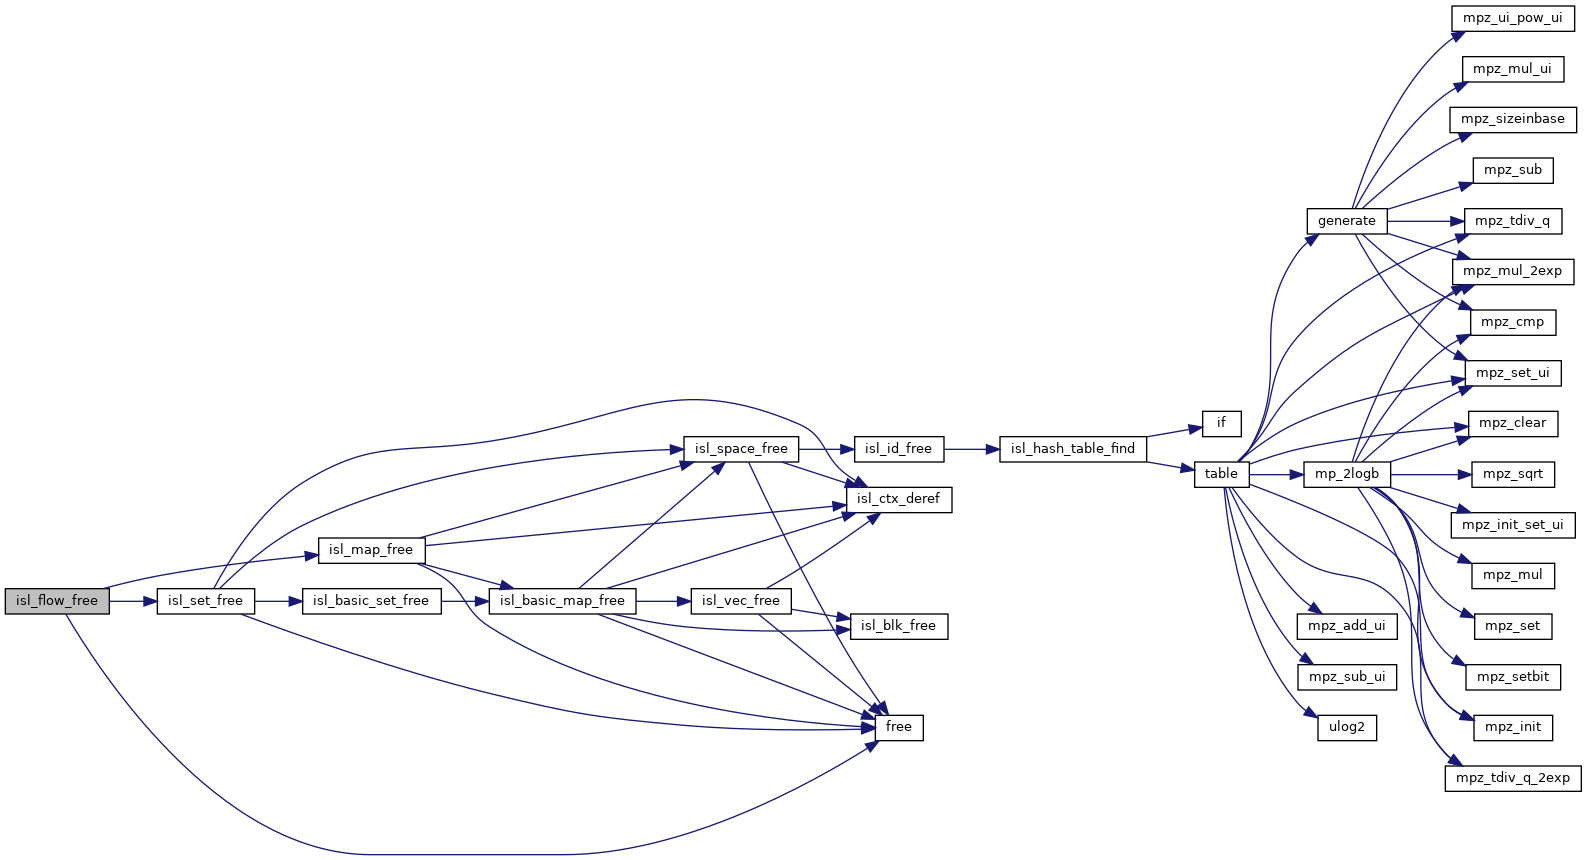 mpz_ui_pow_ui
mpz_mul_ui
mpz_sizeinbase
mpz_sub
generate
mpz_tdiv_q
mpz_mul_2exp
mpz_cmp
mpz_set_ui
if
mpz_clear
isl_space_free
isl_id_free
isl_hash_table_find
table
mp_2logb
mpz_sqrt
isl_ctx_deref
mpz_init_set_ui
isl_map_free
mpz_mul
isl_flow_free
isl_set_free
isl_basic_set_free
isl_basic_map_free
isl_vec_free
isl_blk_free
mpz_add_ui
mpz_set
mpz_sub_ui
mpz_setbit
free
ulog2
mpz_init
mpz_tdiv_q_2exp